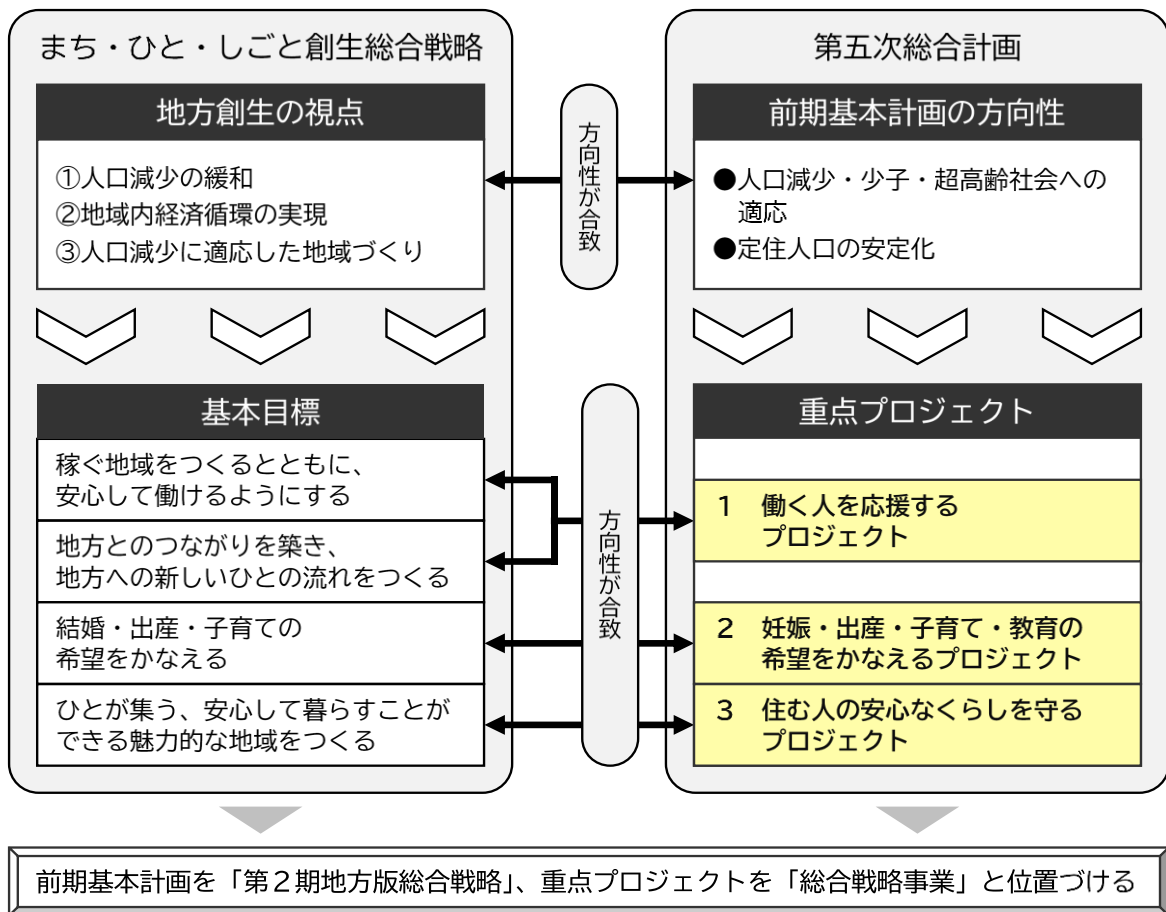 まち・ひと・しごと創生総合戦略
地方創生の視点
①人口減少の緩和
②地域内経済循環の実現
③人口減少に適応した地域づくり
基本目標
稼ぐ地域をつくるとともに、
安心して働けるようにする
地方とのつながりを築き、
地方への新しいひとの流れをつくる
結婚・出産・子育ての
希望をかなえる
ひとが集う、安心して暮らすことが
できる魅力的な地域をつくる
方向性が合致
方向性が合致
第五次総合計画
前期基本計画の方向性
●人口減少・少子・超高齢社会への
適応
●定住人口の安定化
重点プロジェクト
1 働く人を応援する
プロジェクト
2 妊娠・出産・子育て・教育の
希望をかなえるプロジェクト
3 住む人の安心なくらしを守る
プロジェクト
前期基本計画を「第2期地方版総合戦略」、重点プロジェクトを「総合戦略事業」と位置づける